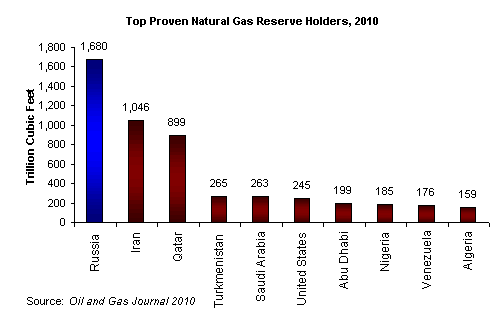 Top Proven Natural Gas Reserve Holders, 2010
Trillion Cubic Feet
1,800
1,600
1,400
1,200
1,000
800
600
400
200
0
1,680
1,046
899
265
263
245
199
185
176
159
Russia
Iran
Qatar
Turkmenistan
Saudi Arabia
United States
Abu Dhabi
Nigeria
Venezuela
Algeria
Source: Oil and Gas Journal 2010